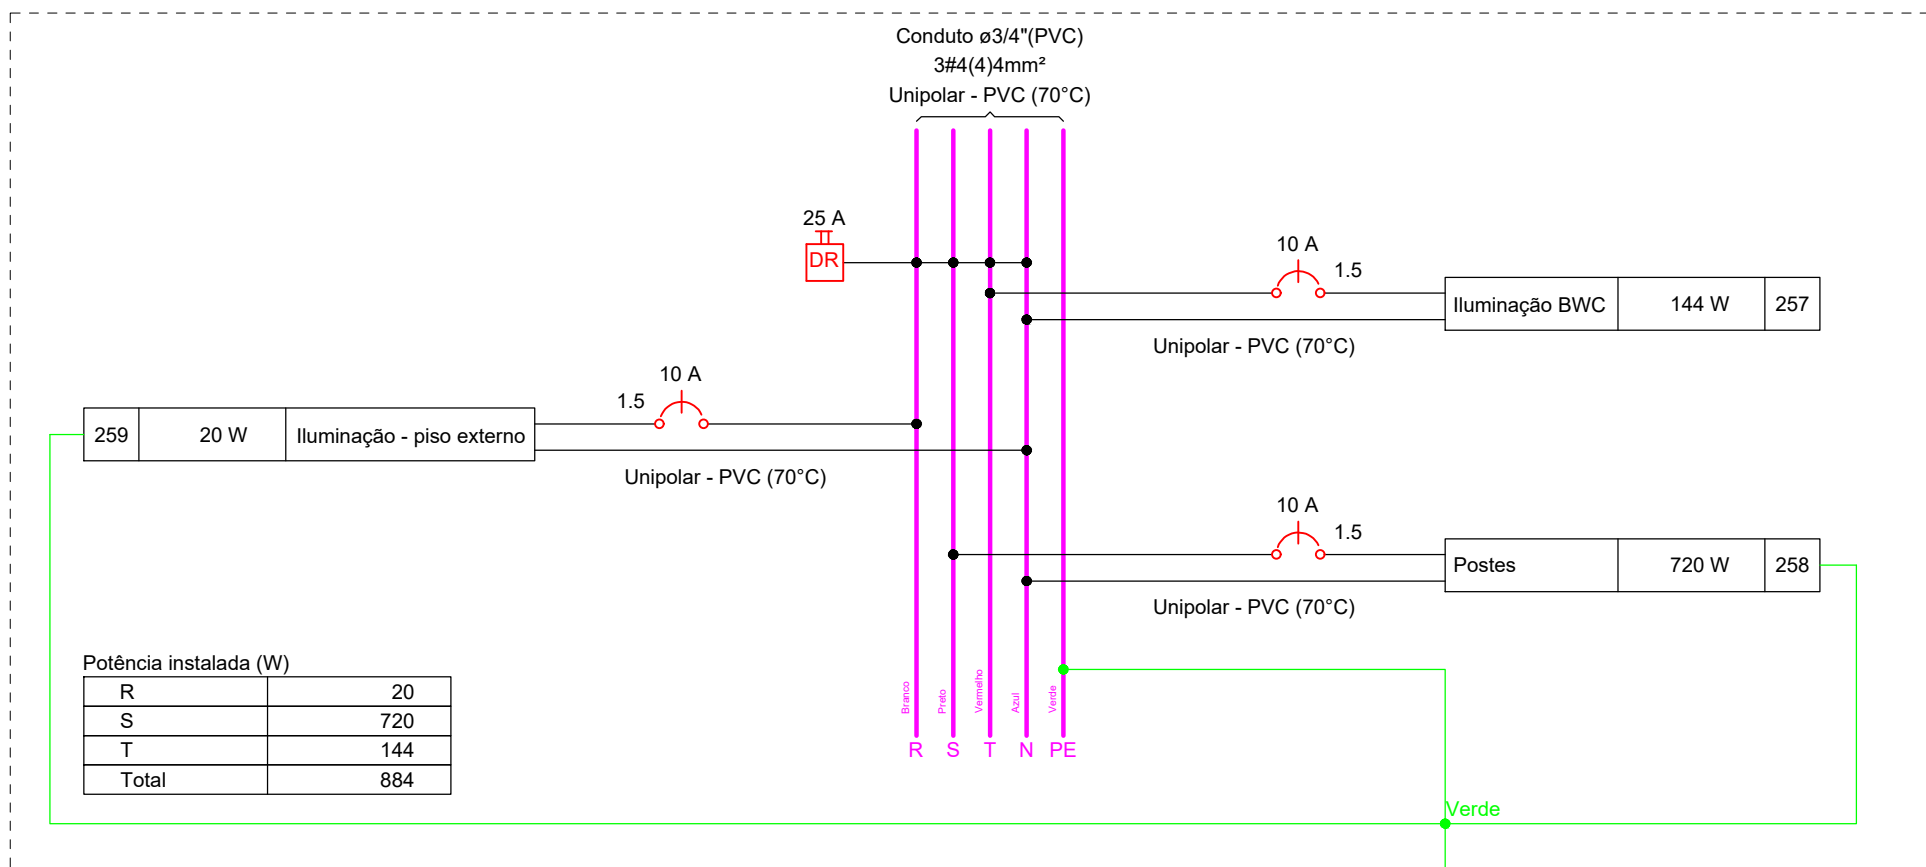 Conduto ø3/4"(PVC)
3#4(4)4mm²
Unipolar - PVC (70°C)
25 A
DR
10 A
1.5
Iluminação BWC 144 W 257
Unipolar - PVC (70°C)
10 A
1.5
259 20 W Iluminação - piso externo
Unipolar - PVC (70°C)
10 A
1.5
Postes 720 W 258
Unipolar - PVC (70°C)
Potência instalada (W)
R 20
S 720
T 144
Total 884
Branco
Preto
Vermelho
Azul
Verde
R S T N PE
Verde